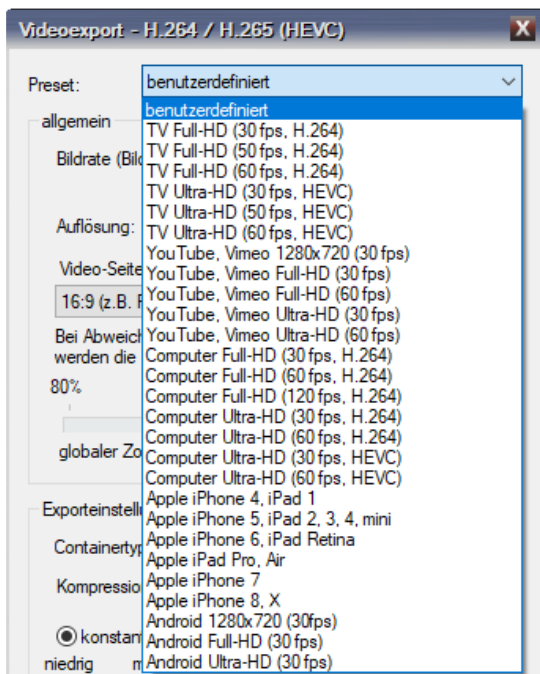 Videoexport - H.264 / H.265 (HEVC)
X
Preset: benutzerdefiniert
benutzerdefiniert
allgemein
TV Full-HD (30 fps, H.264)
TV Full-HD (50 fps, H.264)
Bildrate
TV Full-HD (60 fps, H.264)
TV Ultra-HD (30 fps, HEVC)
TV Ultra-HD (50 fps, HEVC)
Auflösung:
TV Ultra-HD (60 fps, HEVC)
YouTube, Vimeo 1280x720 (30 fps)
YouTube, Vimeo Full-HD (30 fps)
YouTube, Vimeo Full-HD (60 fps)
16:9 (z.B.
YouTube, Vimeo Ultra-HD (30 fps)
YouTube, Vimeo Ultra-HD (60 fps)
Bei
werden die
Computer Full-HD (30 fps, H.264)
Computer Full-HD (60 fps, H.264)
80%
Computer Full-HD (120 fps, H.264)
Computer Ultra-HD (30 fps, H.264)
Computer Ultra-HD (60 fps, H.264)
globaler
Computer Ultra-HD (30 fps, HEVC)
Computer Ultra-HD (60 fps, HEVC)
Apple iPhone 4, iPad 1
Apple iPhone 5, iPad 2, 3, 4, mini
Apple iPhone 6, iPad Retina
Apple iPad Pro, Air
Apple iPhone 7
Apple iPhone 8, X
Android 1280x720 (30fps)
Android Full-HD (30 fps)
niedrig
Android Ultra-HD (30 fps)